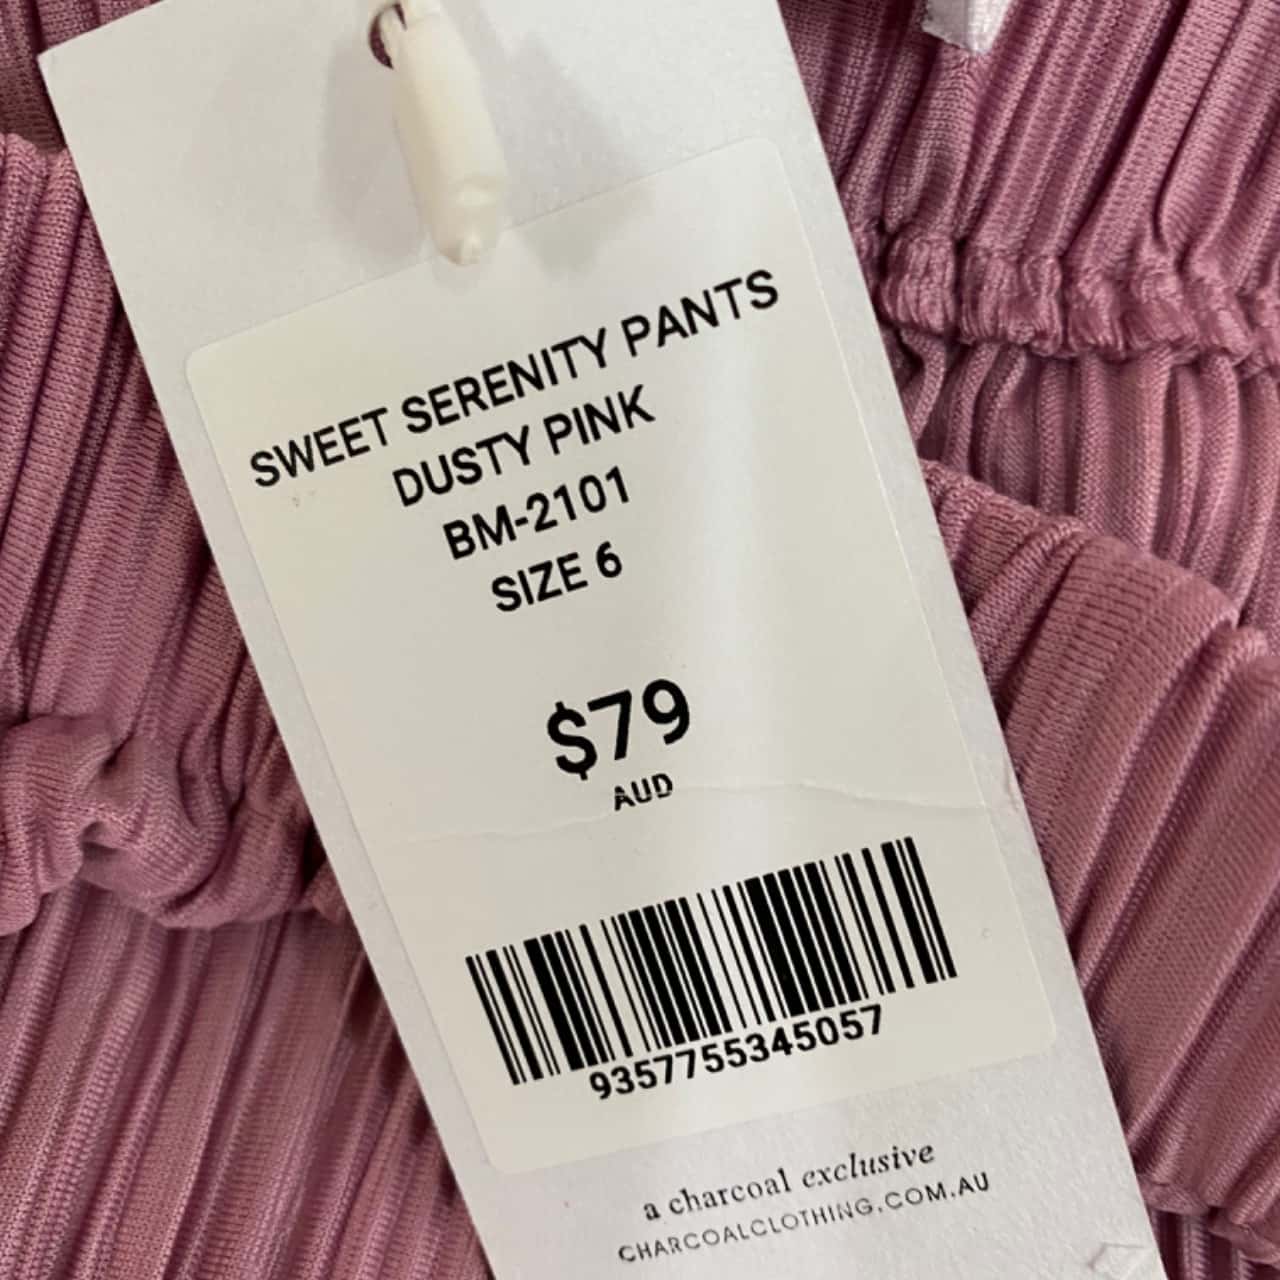 SWEET SERENITY PANTS
DUSTY PINK
BM-2101
SIZE 6
$79
AUD
9357755345057
a charcoal exclusive
CHARCOALCLOTHING.COM.AU